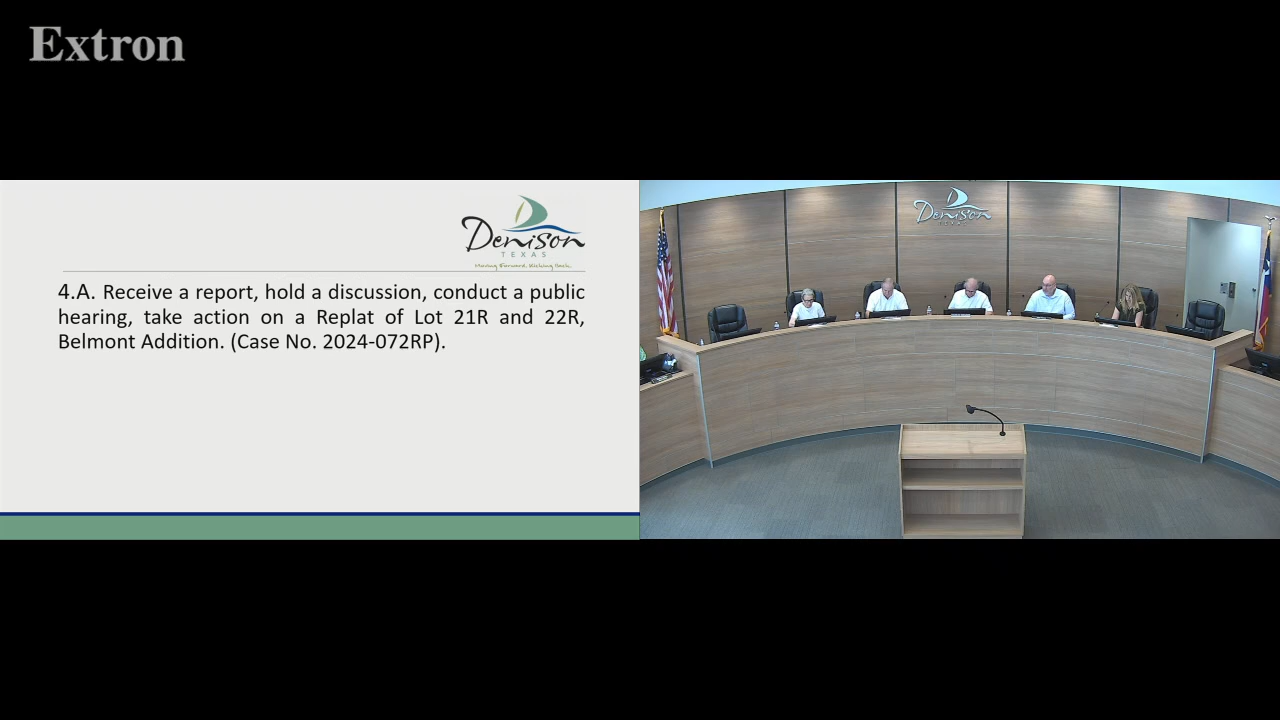 Extron
Denison
TEXAS
4.A. Receive a report, hold a discussion, conduct a public
hearing, take action on a Replat of Lot 21R and 22R,
Belmont Addition. (Case No. 2024-072RP).
Denison
TEXAS